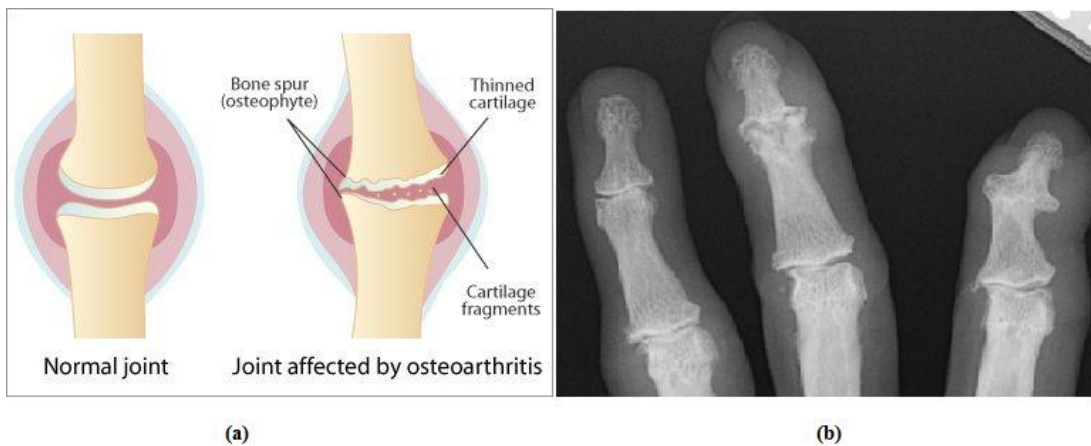 Bone spur
(osteophyte)
Thinned
cartilage
Cartilage
fragments
Normal joint
Joint affected by osteoarthritis
(a)
(b)